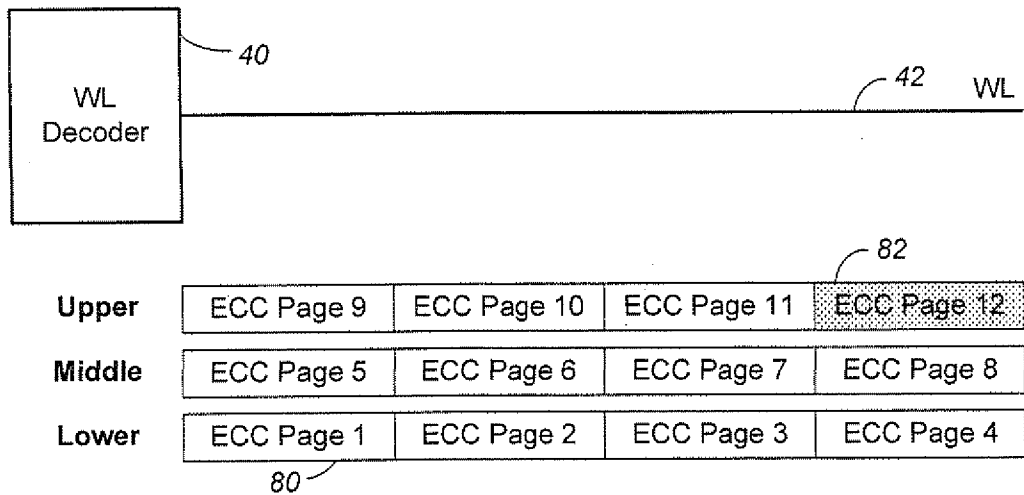 40
WL
Decoder
42
WL
82
Upper ECC Page 9 ECC Page 10 ECC Page 11 ECC Page 12
Middle ECC Page 5 ECC Page 6 ECC Page 7 ECC Page 8
Lower ECC Page 1 ECC Page 2 ECC Page 3 ECC Page 4
80